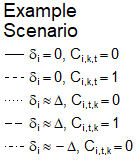 Example
Scenario
δi = 0, Ci,k,t = 0
δi = 0, Ci,k,t = 1
δi ≈ Δ, Ci,t,k = 0
δi ≈ Δ, Ci,t,k = 1
δi ≈ − Δ, Ci,t,k = 0